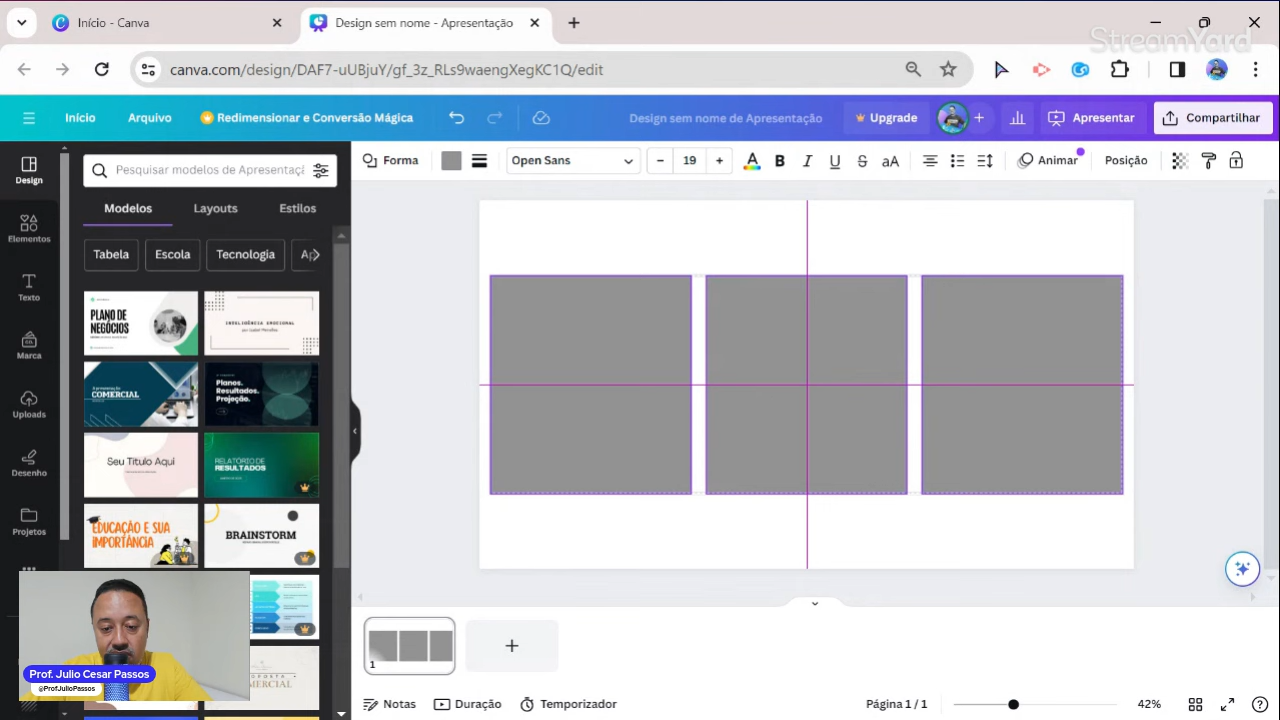 Início - Canva
Design sem nome - Apresentação
StreamYard
canva.com/design/DAF7-uUBjuY/gf_3z_RLs9waengXegKC1Q/edit
Início
Arquivo
Redimensionar e Conversão Mágica
Design sem nome de Apresentação
Upgrade
Apresentar
Compartilhar
Design
Pesquisar modelos de Apresentaçã
Forma
Open Sans
19
A
B
I
U
S
aA
Animar
Posição
Modelos
Layouts
Estilos
Elementos
Tabela
Escola
Tecnologia
Texto
PLANO DE
NEGÓCIOS
INTELIGÊNCIA EMOCIONAL
Marca
COMERCIAL
Planos.
Resultados.
Projeção.
Uploads
Seu Título Aqui
RELATÓRIO DE
RESULTADOS
Desenho
EDUCAÇÃO E SUA
IMPORTÂNCIA
BRAINSTORM
Projetos
Prof. Julio Cesar Passos
@ProfJulioPassos
1
Notas
Duração
Temporizador
Página 1 / 1
42%